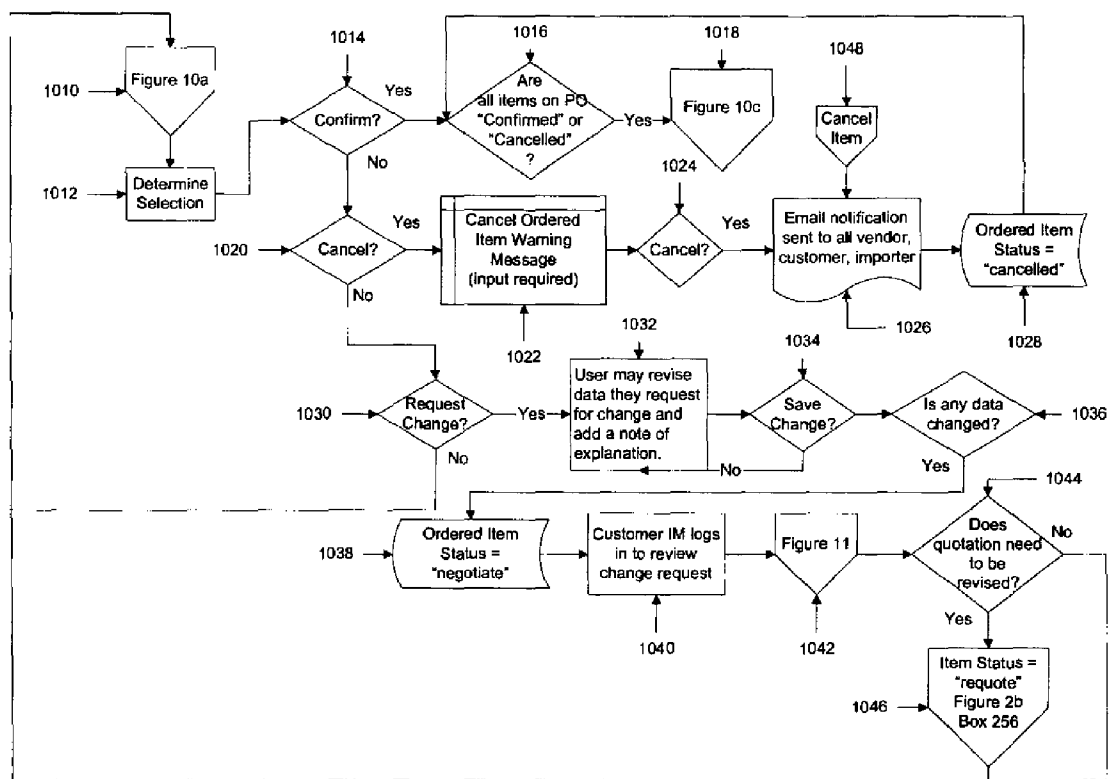 1014
1016
1018
1048
1010
Figure 10a
Confirm?
Yes
Are
all items on PO
"Confirmed" or
"Cancelled"
?
Yes
Figure 10c
Cancel
Item
No
1012
Determine
Selection
1024
1020
Cancel?
Yes
Cancel Ordered
Item Warning
Message
(input required)
Cancel?
Yes
Email notification
sent to all vendor,
customer, importer
Ordered Item
Status =
"cancelled"
No
1022
1026
1028
1032
1034
1030
Request
Change?
Yes
User may revise
data they request
for change and
add a note of
explanation.
Save
Change?
No
Is any data
changed?
1036
No
Yes
1044
1038
Ordered Item
Status =
"negotiate"
Customer IM logs
in to review
change request
Figure 11
Does
quotation need
to be
revised?
No
1040
1042
Yes
1046
Item Status =
"requote"
Figure 2b
Box 256